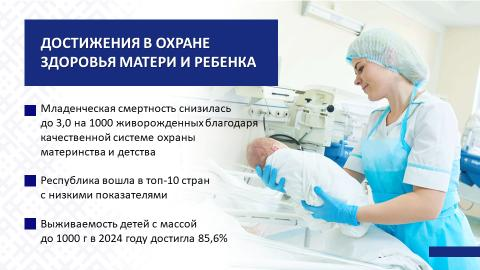 ДОСТИЖЕНИЯ В ОХРАНЕ
ЗДОРОВЬЯ МАТЕРИ И РЕБЕНКА
Младенческая смертность снизилась
до 3,0 на 1000 живорожденных благодаря
качественной системе охраны
материнства и детства
Республика вошла в топ-10 стран
с низкими показателями
Выживаемость детей с массой
до 1000 г в 2024 году достигла 85,6%